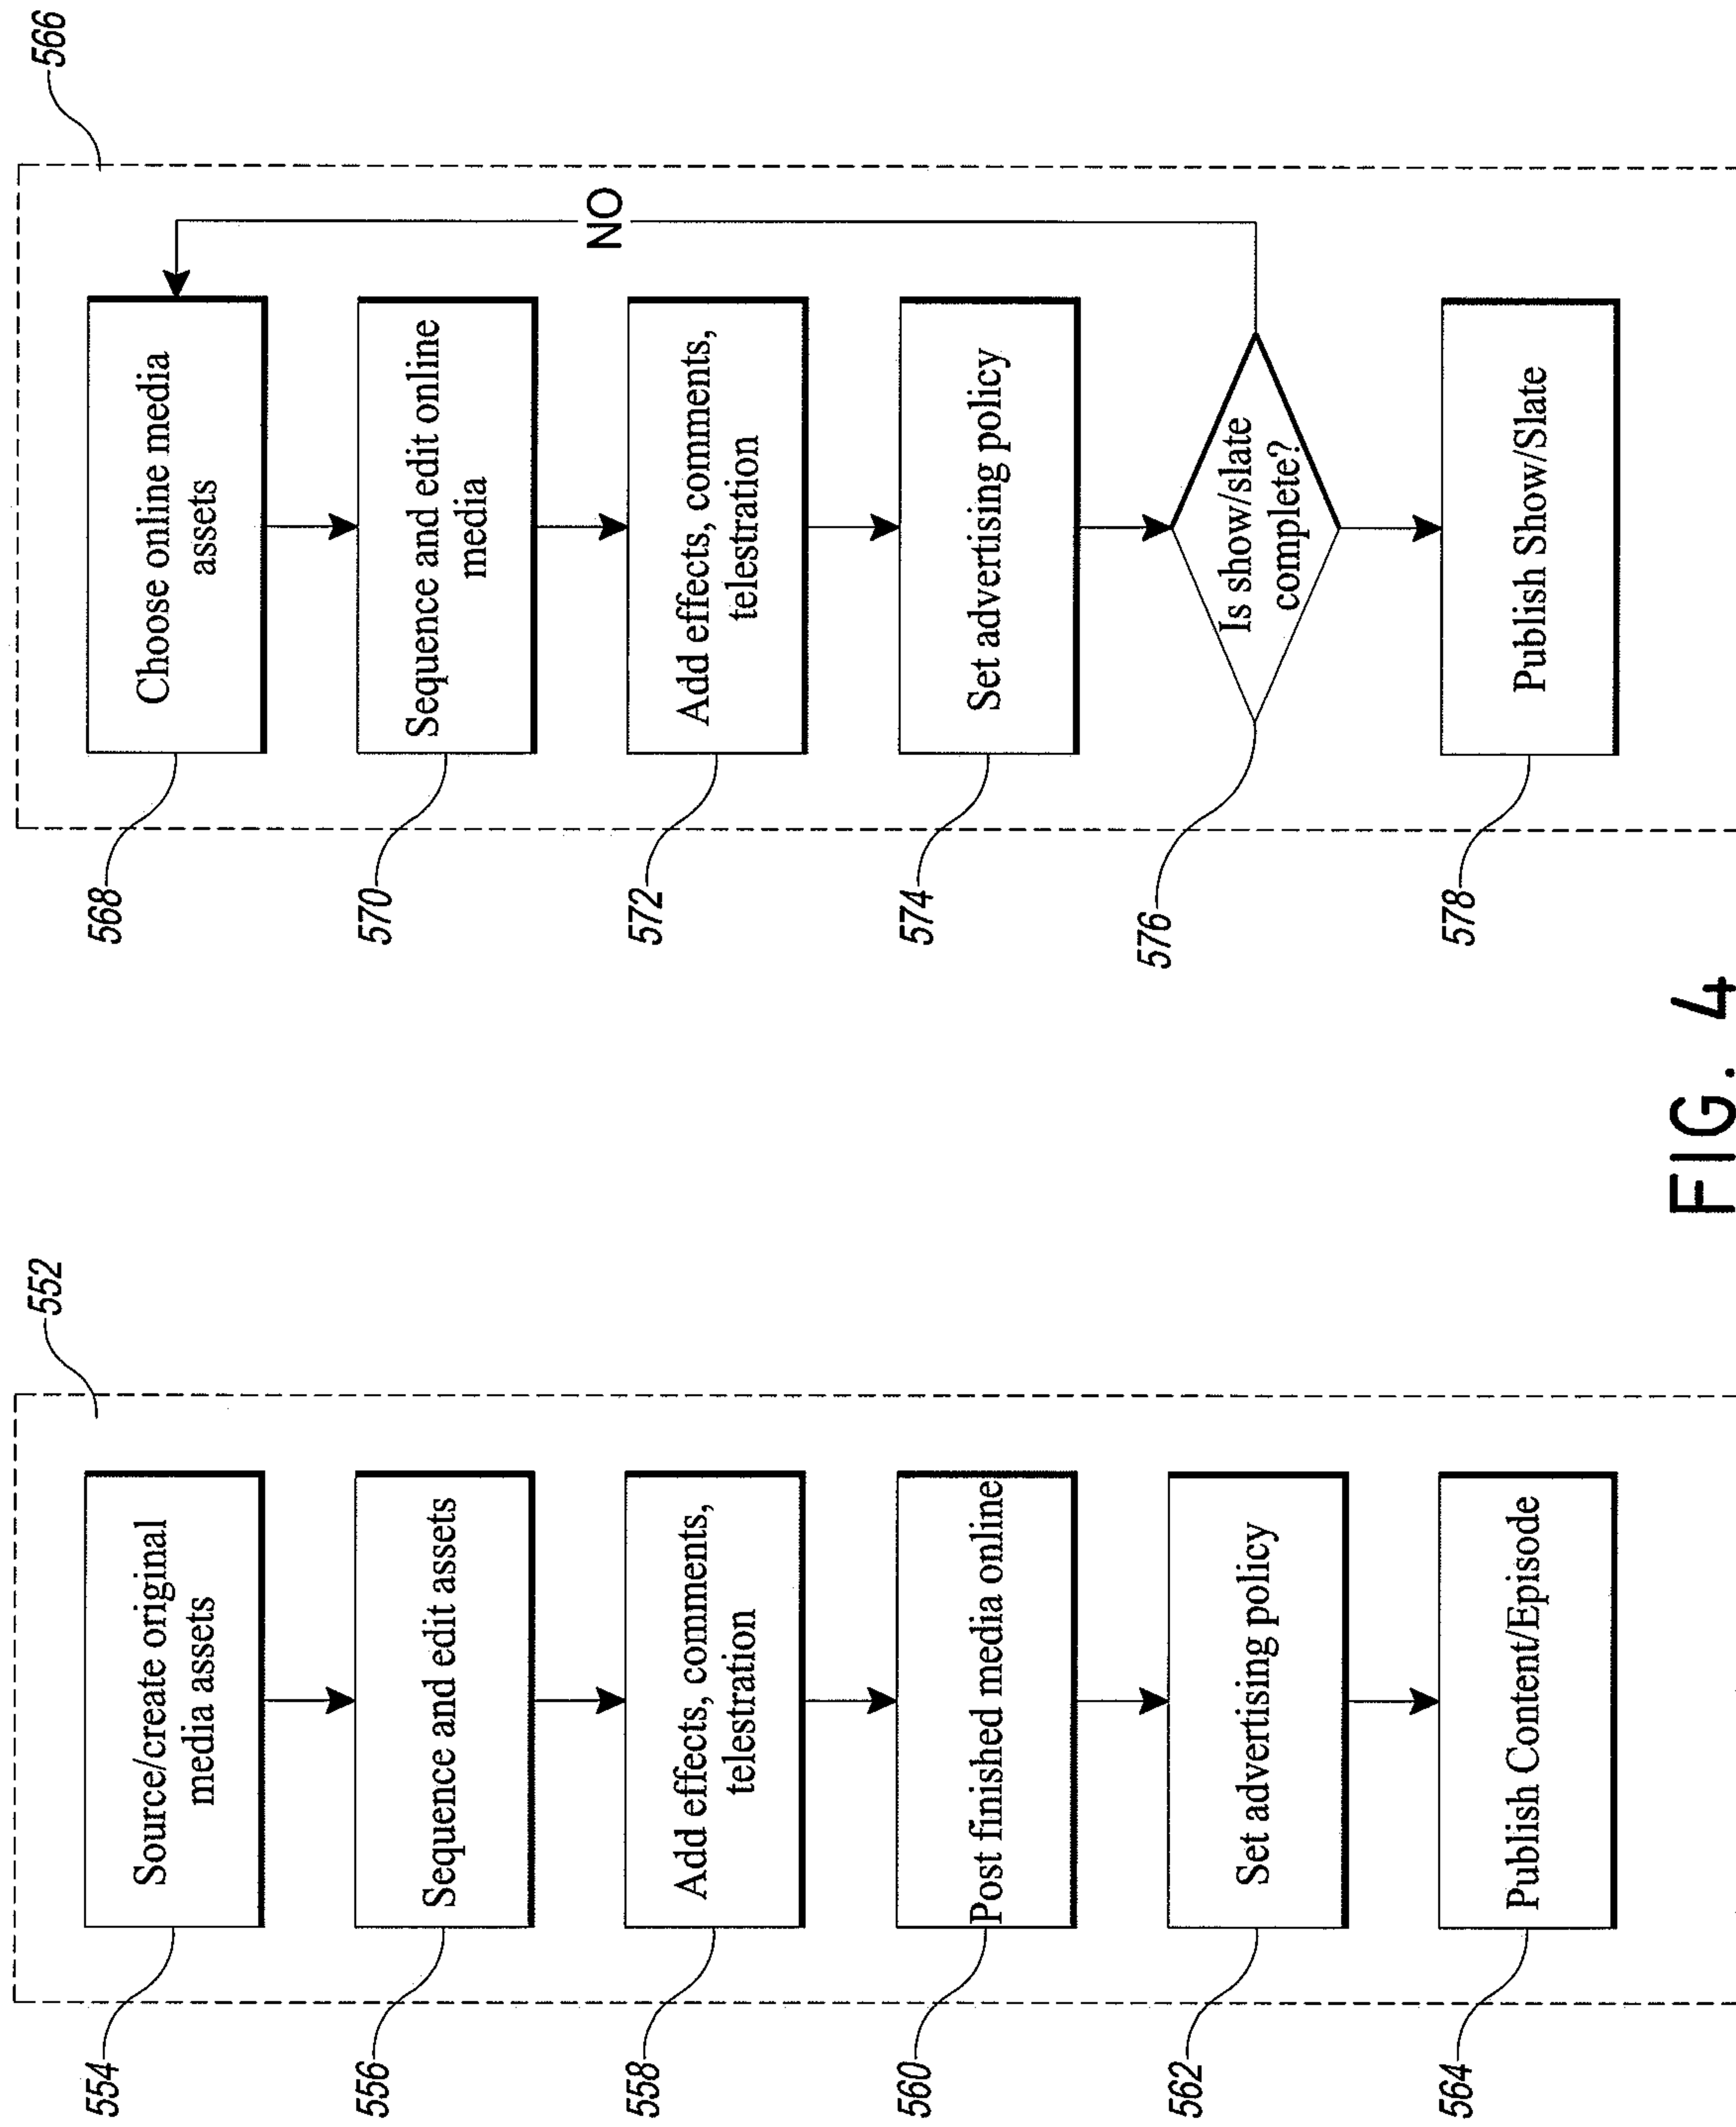 552
554
Source/create original
media assets
556
Sequence and edit assets
558
Add effects, comments,
telestration
560
Post finished media online
562
Set advertising policy
564
Publish Content/Episode
566
568
Choose online media
assets
570
Sequence and edit online
media
572
Add effects, comments,
telestration
574
Set advertising policy
576
Is show/slate
complete?
NO
578
Publish Show/Slate
FIG. 4